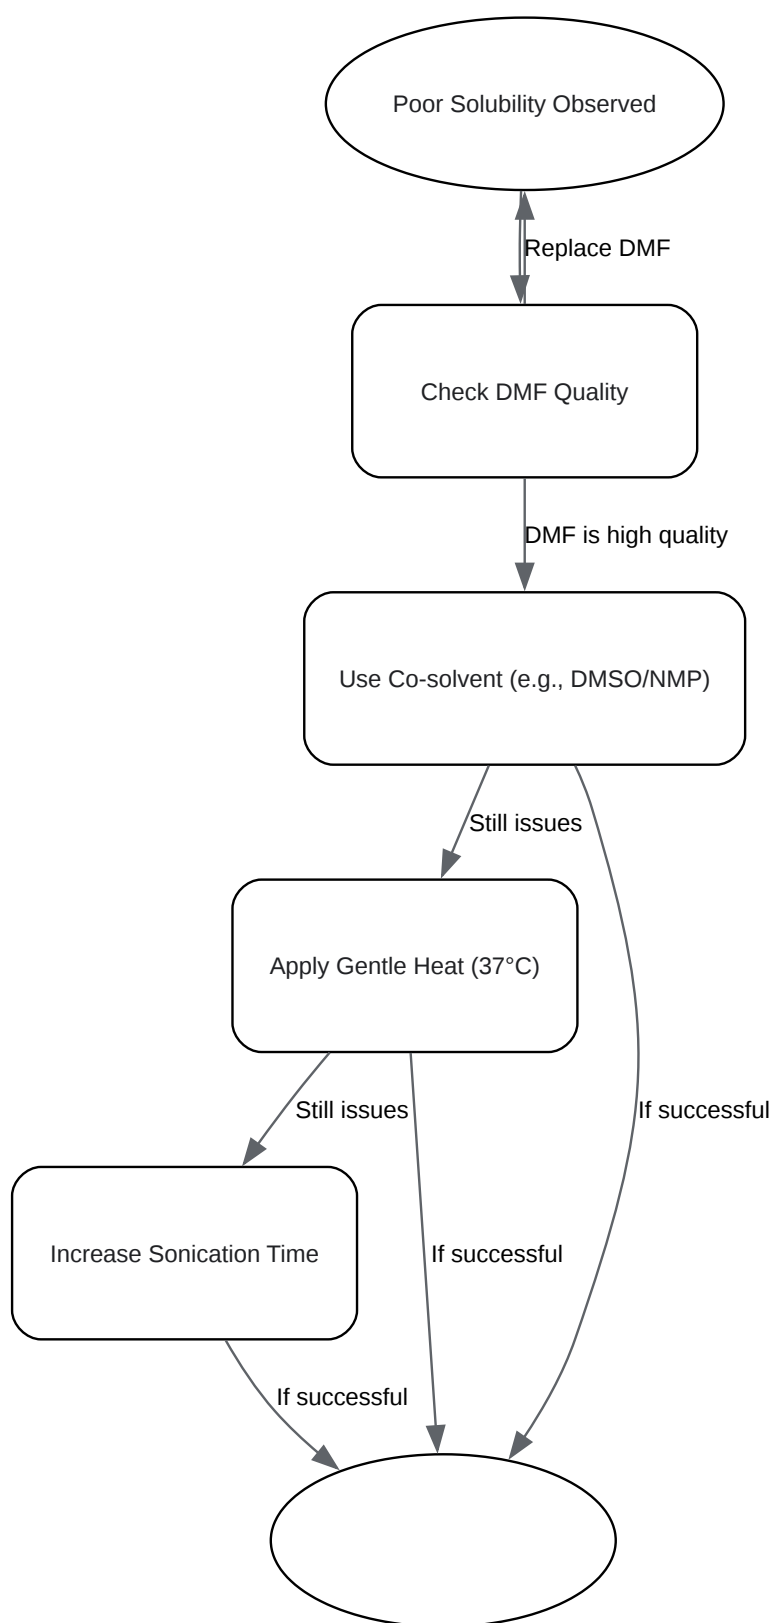 Poor Solubility Observed
Replace DMF
Check DMF Quality
DMF is high quality
Use Co-solvent (e.g., DMSO/NMP)
Still issues
Apply Gentle Heat (37°C)
Still issues
If successful
Increase Sonication Time
If successful
If successful